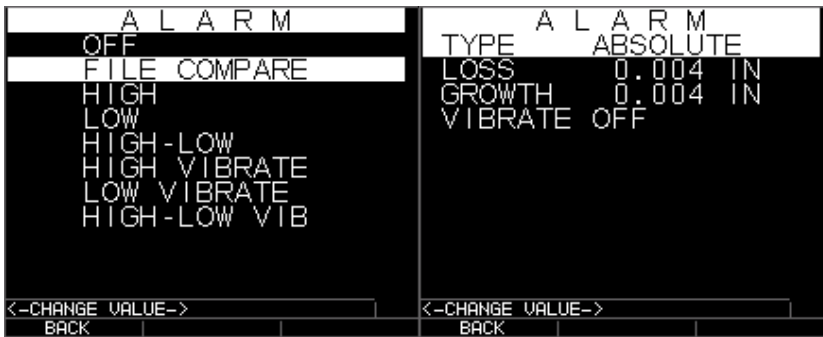 A L A R M
OFF
FILE COMPARE
HIGH
LOW
HIGH-LOW
HIGH VIBRATE
LOW VIBRATE
HIGH-LOW VIB
<-CHANGE VALUE->
BACK
A L A R M
TYPE ABSOLUTE
LOSS 0.004 IN
GROWTH 0.004 IN
VIBRATE OFF
<-CHANGE VALUE->
BACK